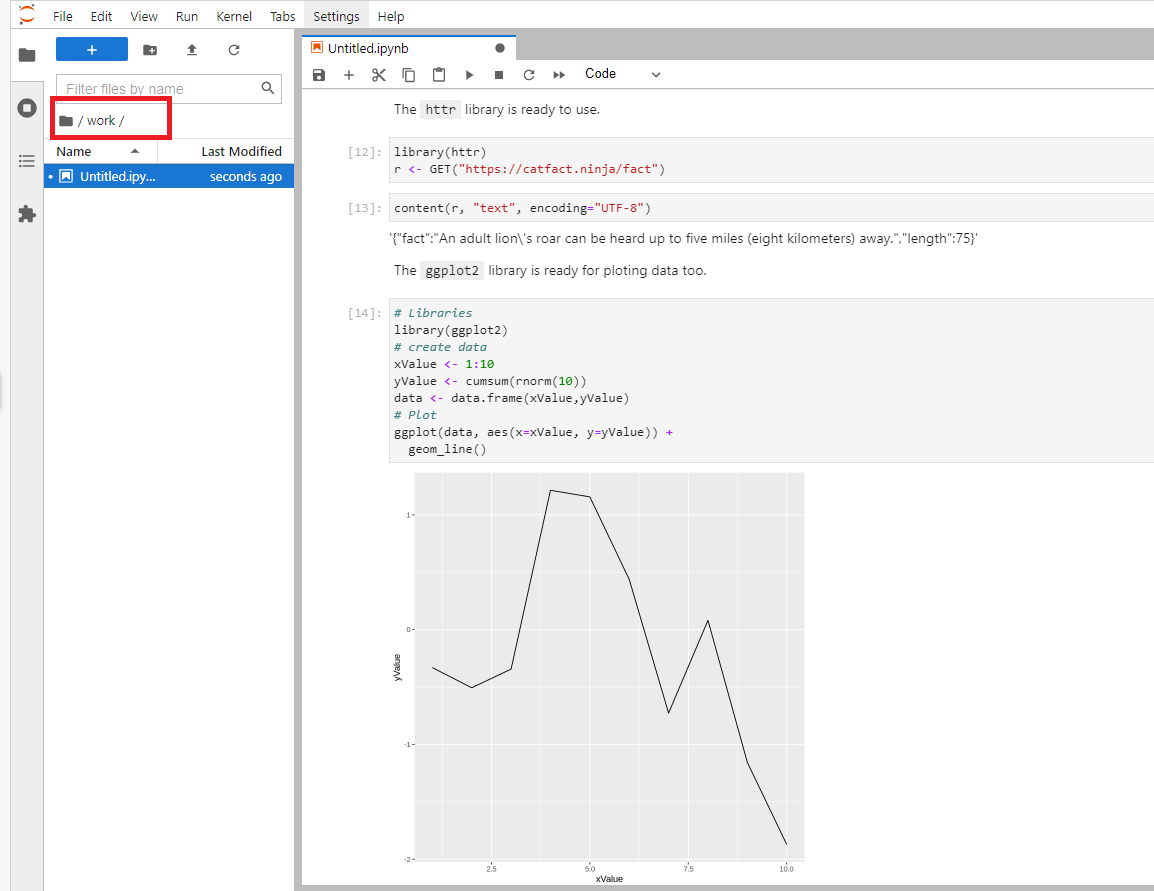 File Edit View Run Kernel Tabs Settings Help
Filter files by name
/ work /
Name Last Modified
Untitled.ipy... seconds ago
Untitled.ipynb
Code
The httr library is ready to use.
[12]: library(httr)
r <- GET("https://catfact.ninja/fact")
[13]: content(r, "text", encoding="UTF-8")
'{"fact":"An adult lion\'s roar can be heard up to five miles (eight kilometers) away.","length":75}'
The ggplot2 library is ready for ploting data too.
[14]: # Libraries
library(ggplot2)
# create data
xValue <- 1:10
yValue <- cumsum(rnorm(10))
data <- data.frame(xValue,yValue)
# Plot
ggplot(data, aes(x=xValue, y=yValue)) +
  geom_line()
1
0
-1
-2
yValue
2.5 5.0 7.5 10.0
xValue